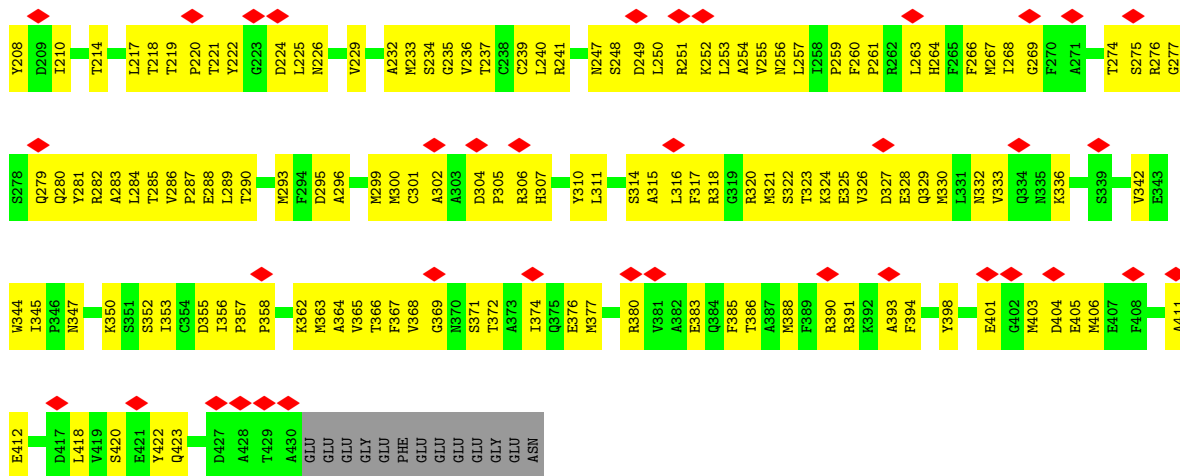 Y208 D209 I210 T214 L217 T218 T219 P220 T221 Y222 G223 D224 L225 N226 V229 A232 M233 S234 G235 V236 T237 C238 C239 L240 R241 N247 S248 D249 L250 R251 K252 L253 A254 V255 N256 L257 I258 P259 F260 P261 R262 L263 H264 F265 F266 M267 I268 G269 F270 A271 T274 S275 R276 G277
S278 Q279 Q280 Y281 R282 A283 L284 T285 V286 P287 E288 L289 T290 M293 F294 D295 A296 M299 M300 C301 A302 A303 D304 P305 R306 H307 Y310 L311 S314 A315 L316 F317 R318 G319 R320 M321 S322 T323 K324 E325 V326 D327 E328 Q329 M330 L331 N332 V333 Q334 N335 K336 S339 V342 E343
W344 I345 P346 N347 K350 S351 S352 I353 C354 D355 I356 P357 P358 K362 M363 A364 V365 T366 F367 V368 G369 N370 S371 T372 A373 I374 Q375 E376 M377 R380 V381 A382 E383 Q384 F385 T386 A387 M388 F389 R390 R391 K392 A393 F394 Y398 E401 G402 M403 D404 E405 M406 E407 F408 A411
E412 D417 L418 V419 S420 E421 Y422 Q423 D427 A428 T429 A430 GLU GLU GLU GLY GLU PHE GLU GLU GLU GLU GLY GLU ASN